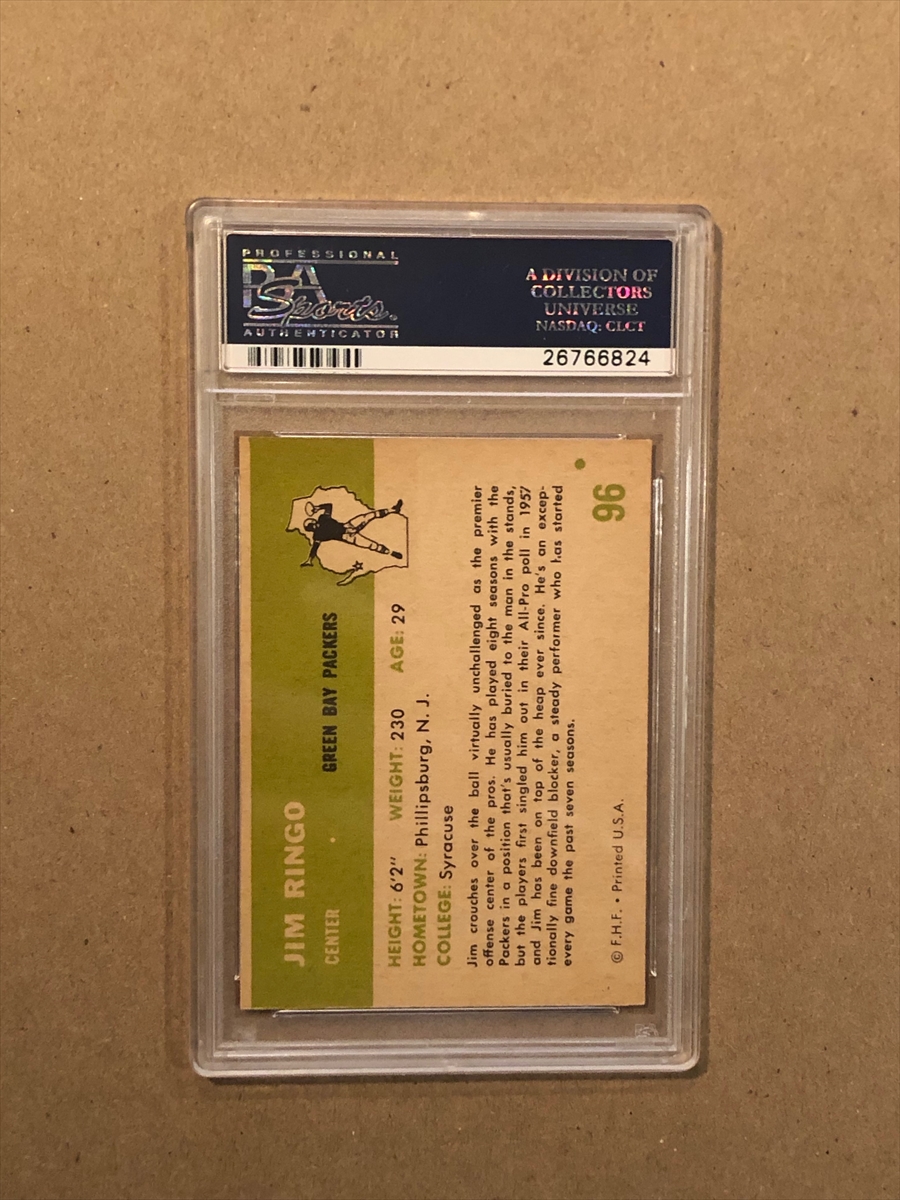 PROFESSIONAL
PSA
Sports.
AUTHENTICATOR
A DIVISION OF
COLLECTORS
UNIVERSE
NASDAQ: CLCT
26766824
JIM RINGO
CENTER GREEN BAY PACKERS
HEIGHT: 6'2" WEIGHT: 230 AGE: 29
HOMETOWN: Phillipsburg, N. J.
COLLEGE: Syracuse
Jim crouches over the ball virtually unchallenged as the premier
offense center of the pros. He has played eight seasons with the
Packers in a position that's usually buried to the man in the stands,
but the players first singled him out in their All-Pro poll in 1957
and Jim has been on top of the heap ever since. He's an excep-
tionally fine downfield blocker, a steady performer who has started
every game the past seven seasons.
96
© F.H.F. • Printed U.S.A.